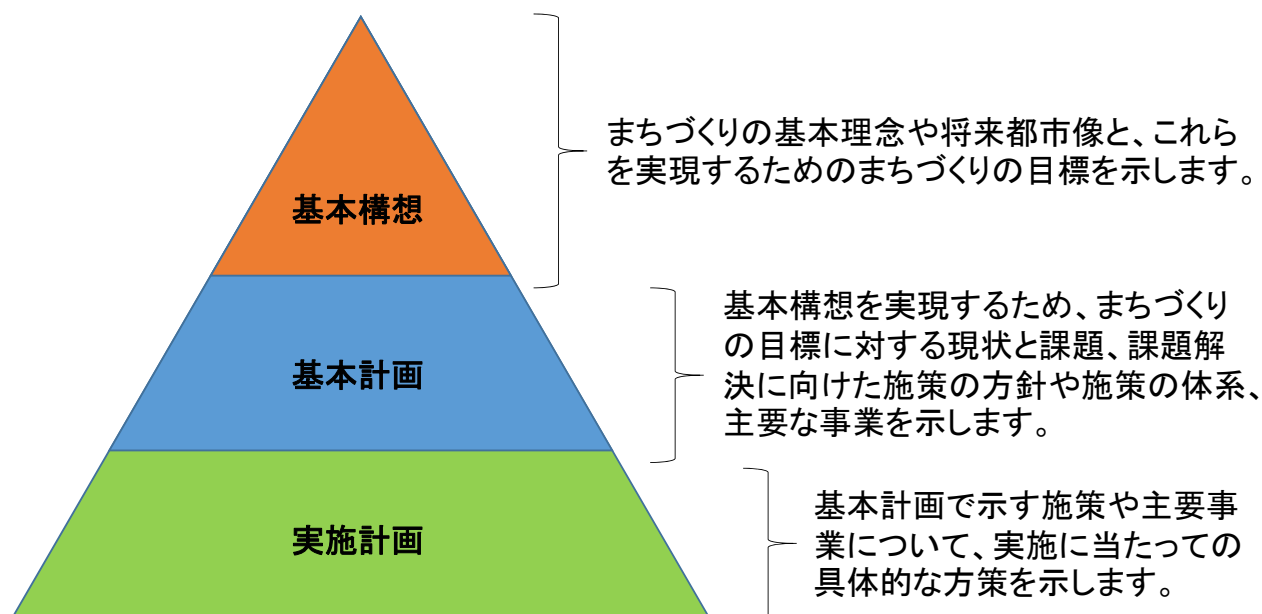 基本構想
まちづくりの基本理念や将来都市像と、これら
を実現するためのまちづくりの目標を示します。
基本計画
基本構想を実現するため、まちづくり
の目標に対する現状と課題、課題解
決に向けた施策の方針や施策の体系、
主要な事業を示します。
実施計画
基本計画で示す施策や主要事
業について、実施に当たっての
具体的な方策を示します。